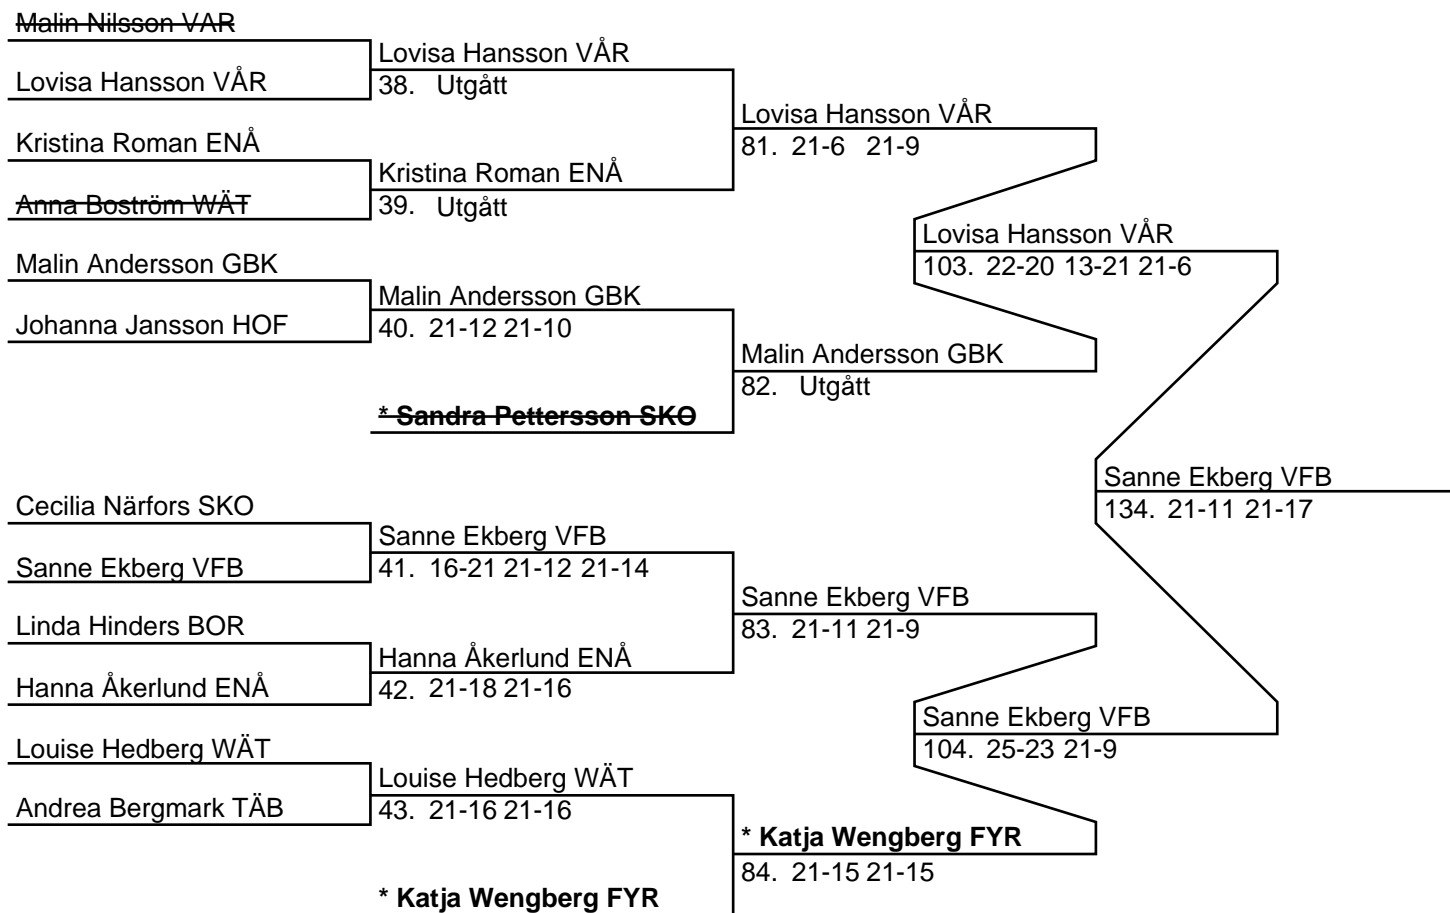 Malin Nilsson VÄR
Lovisa Hansson VÅR
38. Utgått
Lovisa Hansson VÅR
Lovisa Hansson VÅR
81. 21-6 21-9
Kristina Roman ENÅ
Kristina Roman ENÅ
39. Utgått
Anna Boström WÄT
Lovisa Hansson VÅR
103. 22-20 13-21 21-6
Malin Andersson GBK
Malin Andersson GBK
40. 21-12 21-10
Johanna Jansson HOF
Malin Andersson GBK
82. Utgått
* Sandra Pettersson SKO
Sanne Ekberg VFB
134. 21-11 21-17
Cecilia Närfors SKO
Sanne Ekberg VFB
41. 16-21 21-12 21-14
Sanne Ekberg VFB
Sanne Ekberg VFB
83. 21-11 21-9
Linda Hinders BOR
Hanna Åkerlund ENÅ
42. 21-18 21-16
Hanna Åkerlund ENÅ
Sanne Ekberg VFB
104. 25-23 21-9
Louise Hedberg WÄT
Louise Hedberg WÄT
43. 21-16 21-16
Andrea Bergmark TÄB
* Katja Wengberg FYR
84. 21-15 21-15
* Katja Wengberg FYR